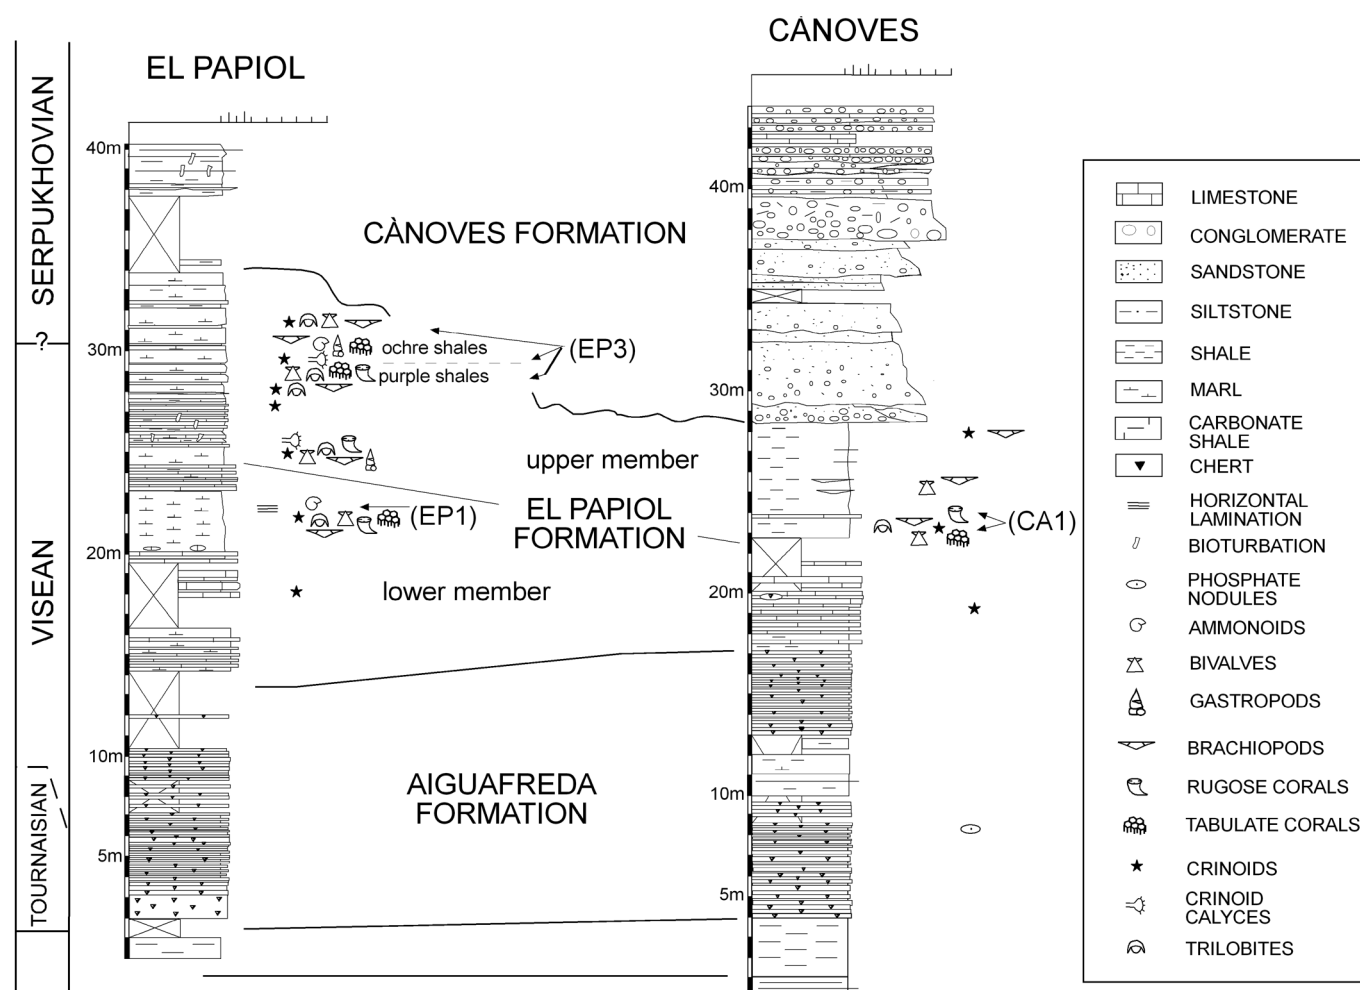 CÀNOVES
EL PAPIOL
SERPUKHOVIAN
?
VISEAN
TOURNAISIAN
40m
30m
20m
10m
5m
40m
30m
20m
10m
5m
CÀNOVES FORMATION
ochre shales
purple shales
(EP3)
upper member
(EP1)
EL PAPIOL
FORMATION
(CA1)
lower member
AIGUAFREDA
FORMATION
LIMESTONE
CONGLOMERATE
SANDSTONE
SILTSTONE
SHALE
MARL
CARBONATE
SHALE
CHERT
HORIZONTAL
LAMINATION
BIOTURBATION
PHOSPHATE
NODULES
AMMONOIDS
BIVALVES
GASTROPODS
BRACHIOPODS
RUGOSE CORALS
TABULATE CORALS
CRINOIDS
CRINOID
CALYCES
TRILOBITES